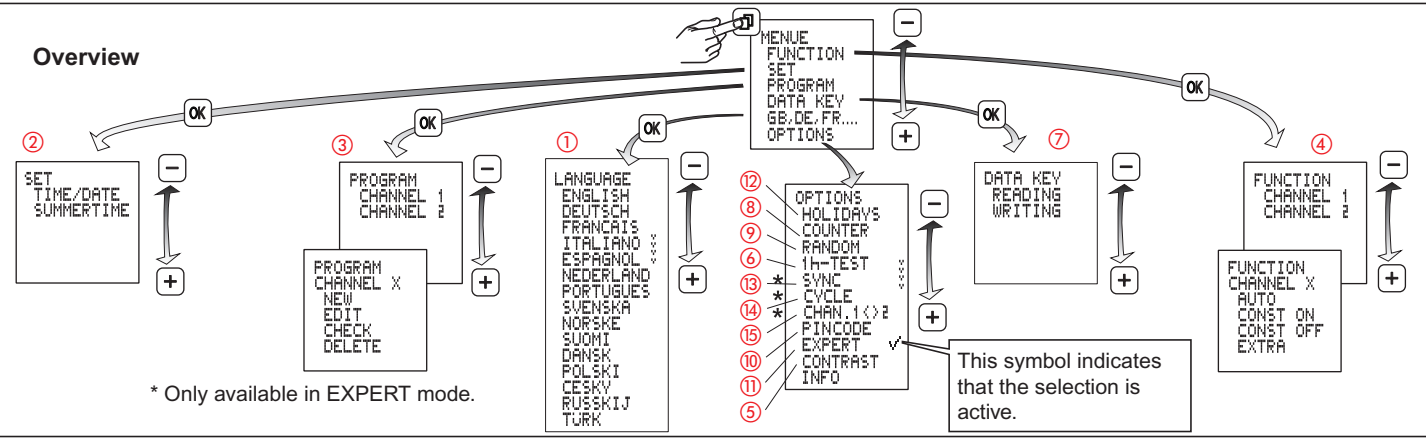 Overview
MENUE
FUNCTION
SET
PROGRAM
DATA KEY
GB,DE,FR....
OPTIONS
−
+
OK
OK
OK
OK
OK
②
SET
TIME/DATE
SUMMERTIME
−
+
③
PROGRAM
CHANNEL 1
CHANNEL 2
PROGRAM
CHANNEL X
NEW
EDIT
CHECK
DELETE
−
+
* Only available in EXPERT mode.
①
LANGUAGE
ENGLISH
DEUTSCH
FRANCAIS
ITALIANO
ESPAGNOL
NEDERLAND
PORTUGUES
SVENSKA
NORSKE
SUOMI
DANSK
POLSKI
CESKY
RUSSKIJ
TURK
−
+
OPTIONS
⑫ HOLIDAYS
⑧ COUNTER
⑨ RANDOM
⑥ 1h-TEST
⑬ * SYNC
⑭ * CYCLE
⑮ * CHAN.1<>2
⑩ PINCODE
⑪ EXPERT ✓
⑤ CONTRAST
INFO
−
+
This symbol indicates
that the selection is
active.
⑦
DATA KEY
READING
WRITING
−
+
④
FUNCTION
CHANNEL 1
CHANNEL 2
FUNCTION
CHANNEL X
AUTO
CONST ON
CONST OFF
EXTRA
−
+